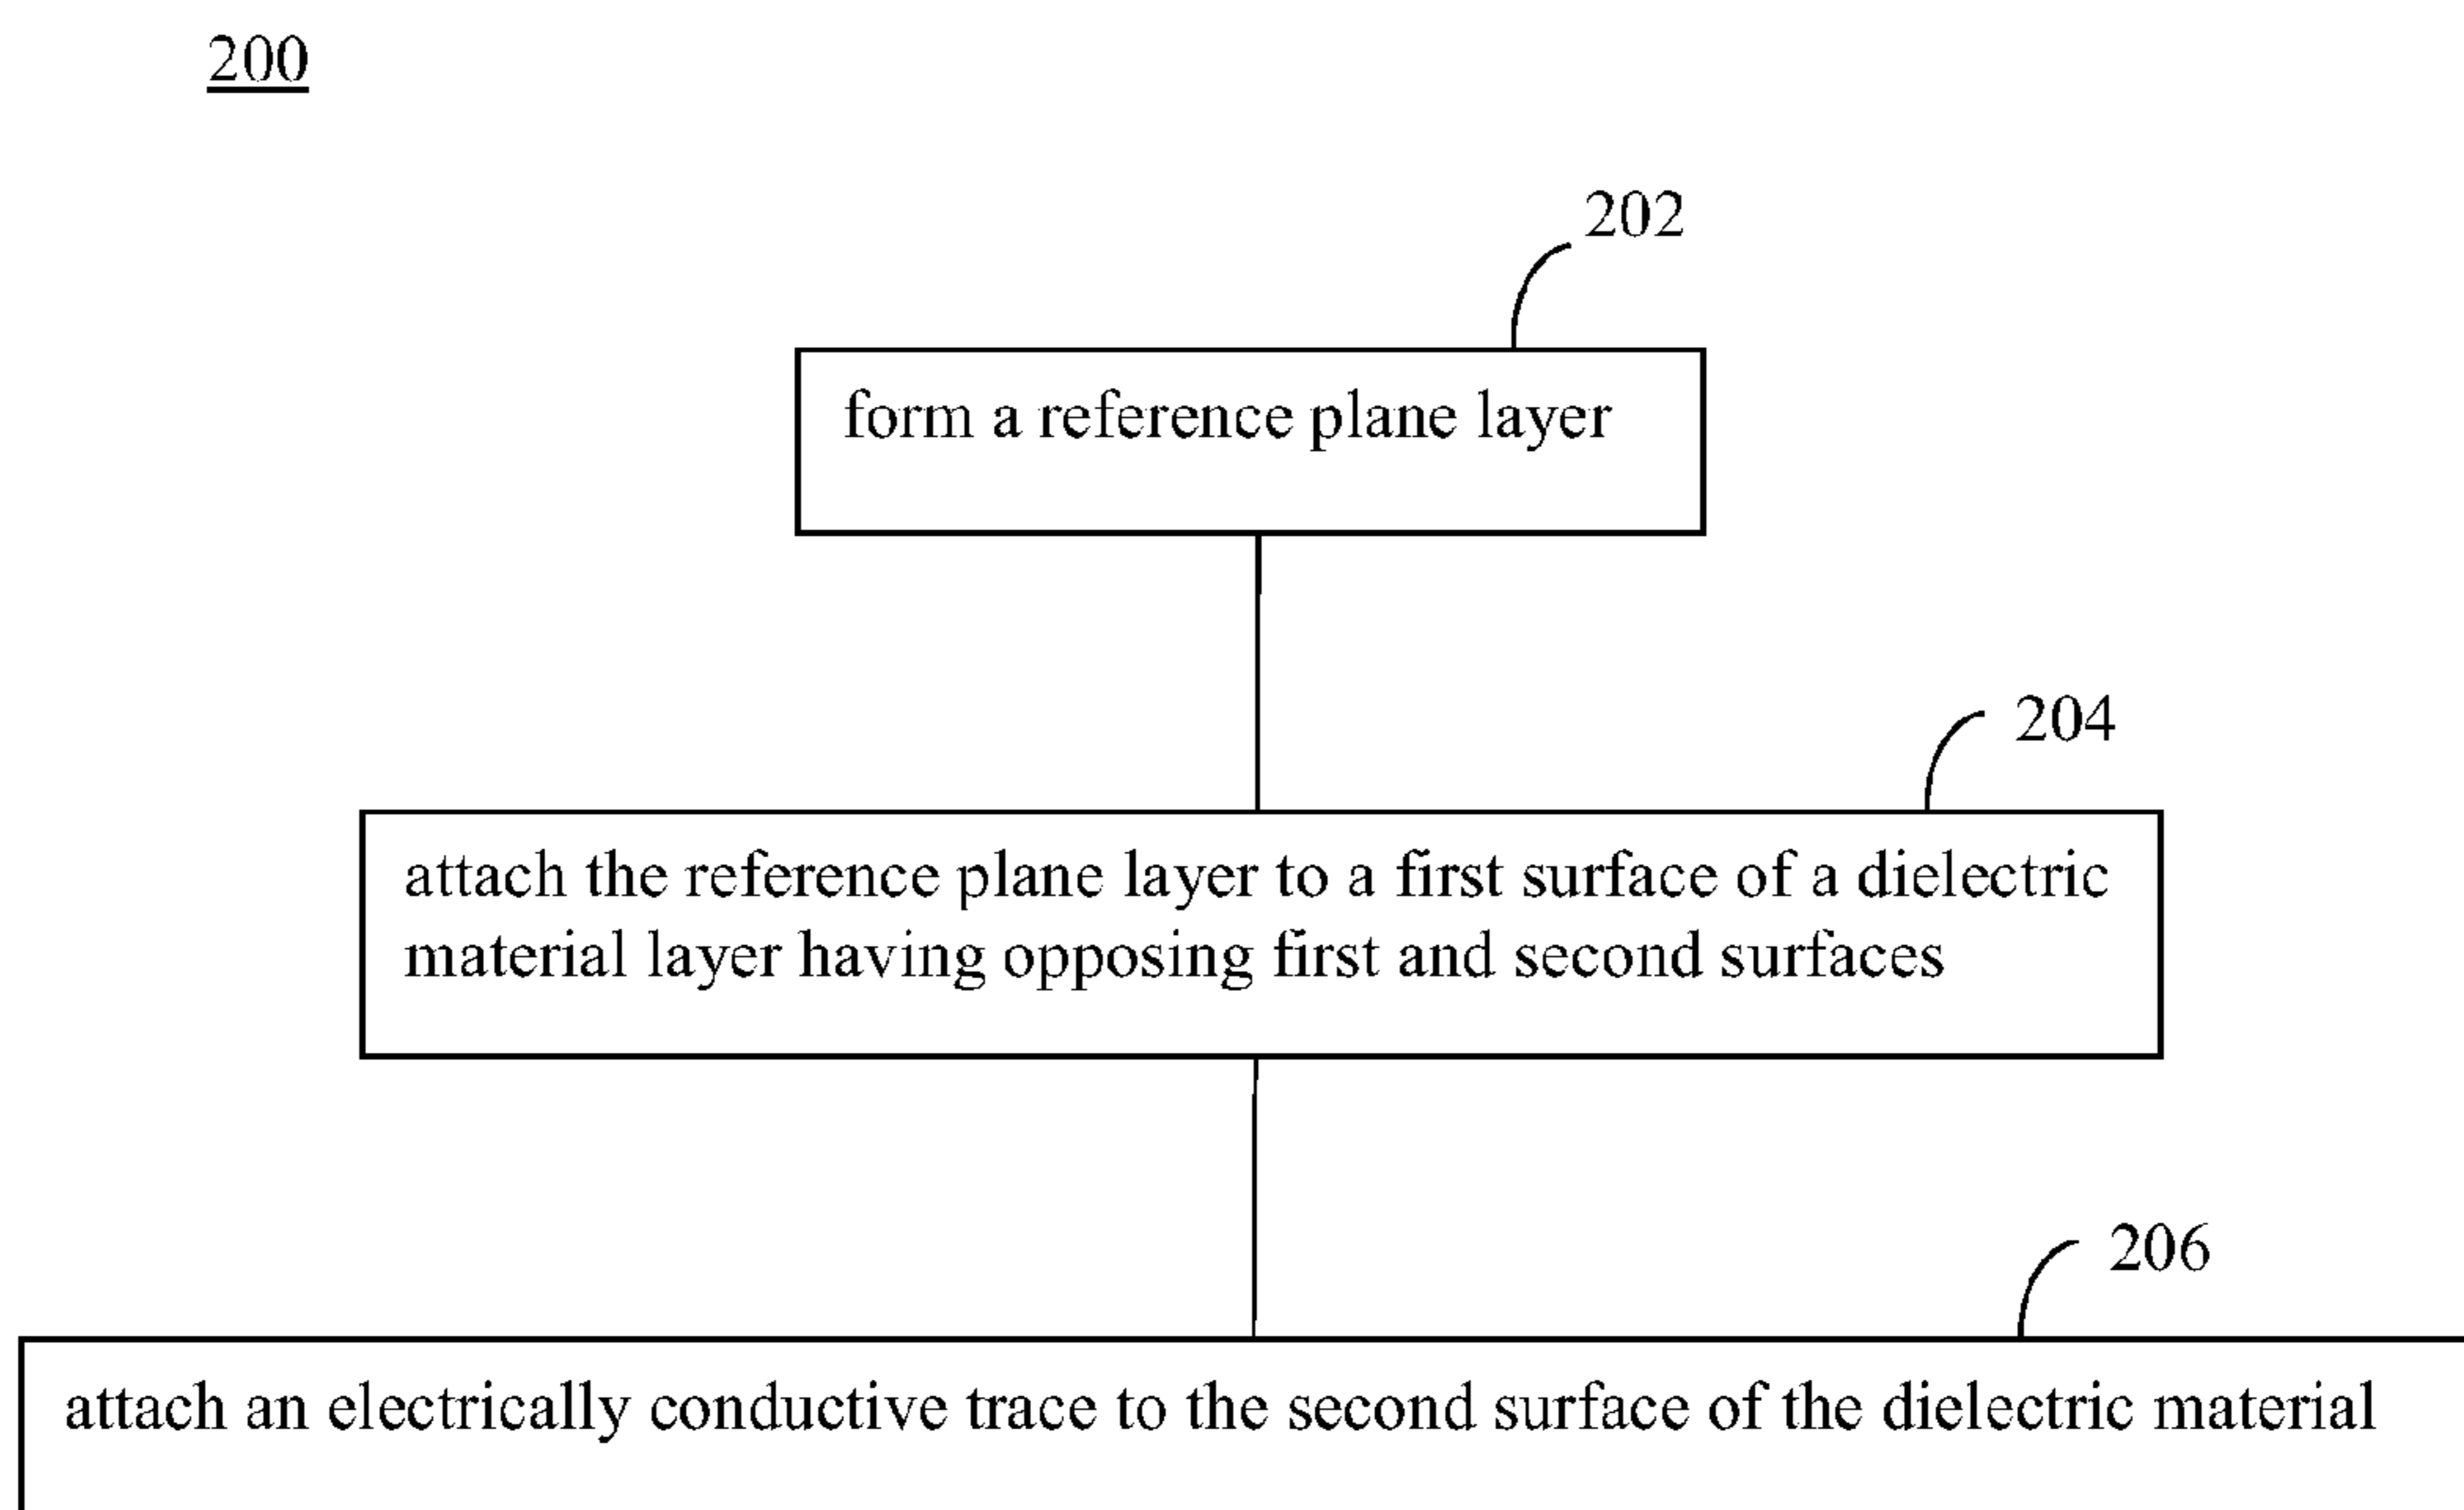 200
202
form a reference plane layer
204
attach the reference plane layer to a first surface of a dielectric
material layer having opposing first and second surfaces
206
attach an electrically conductive trace to the second surface of the dielectric material